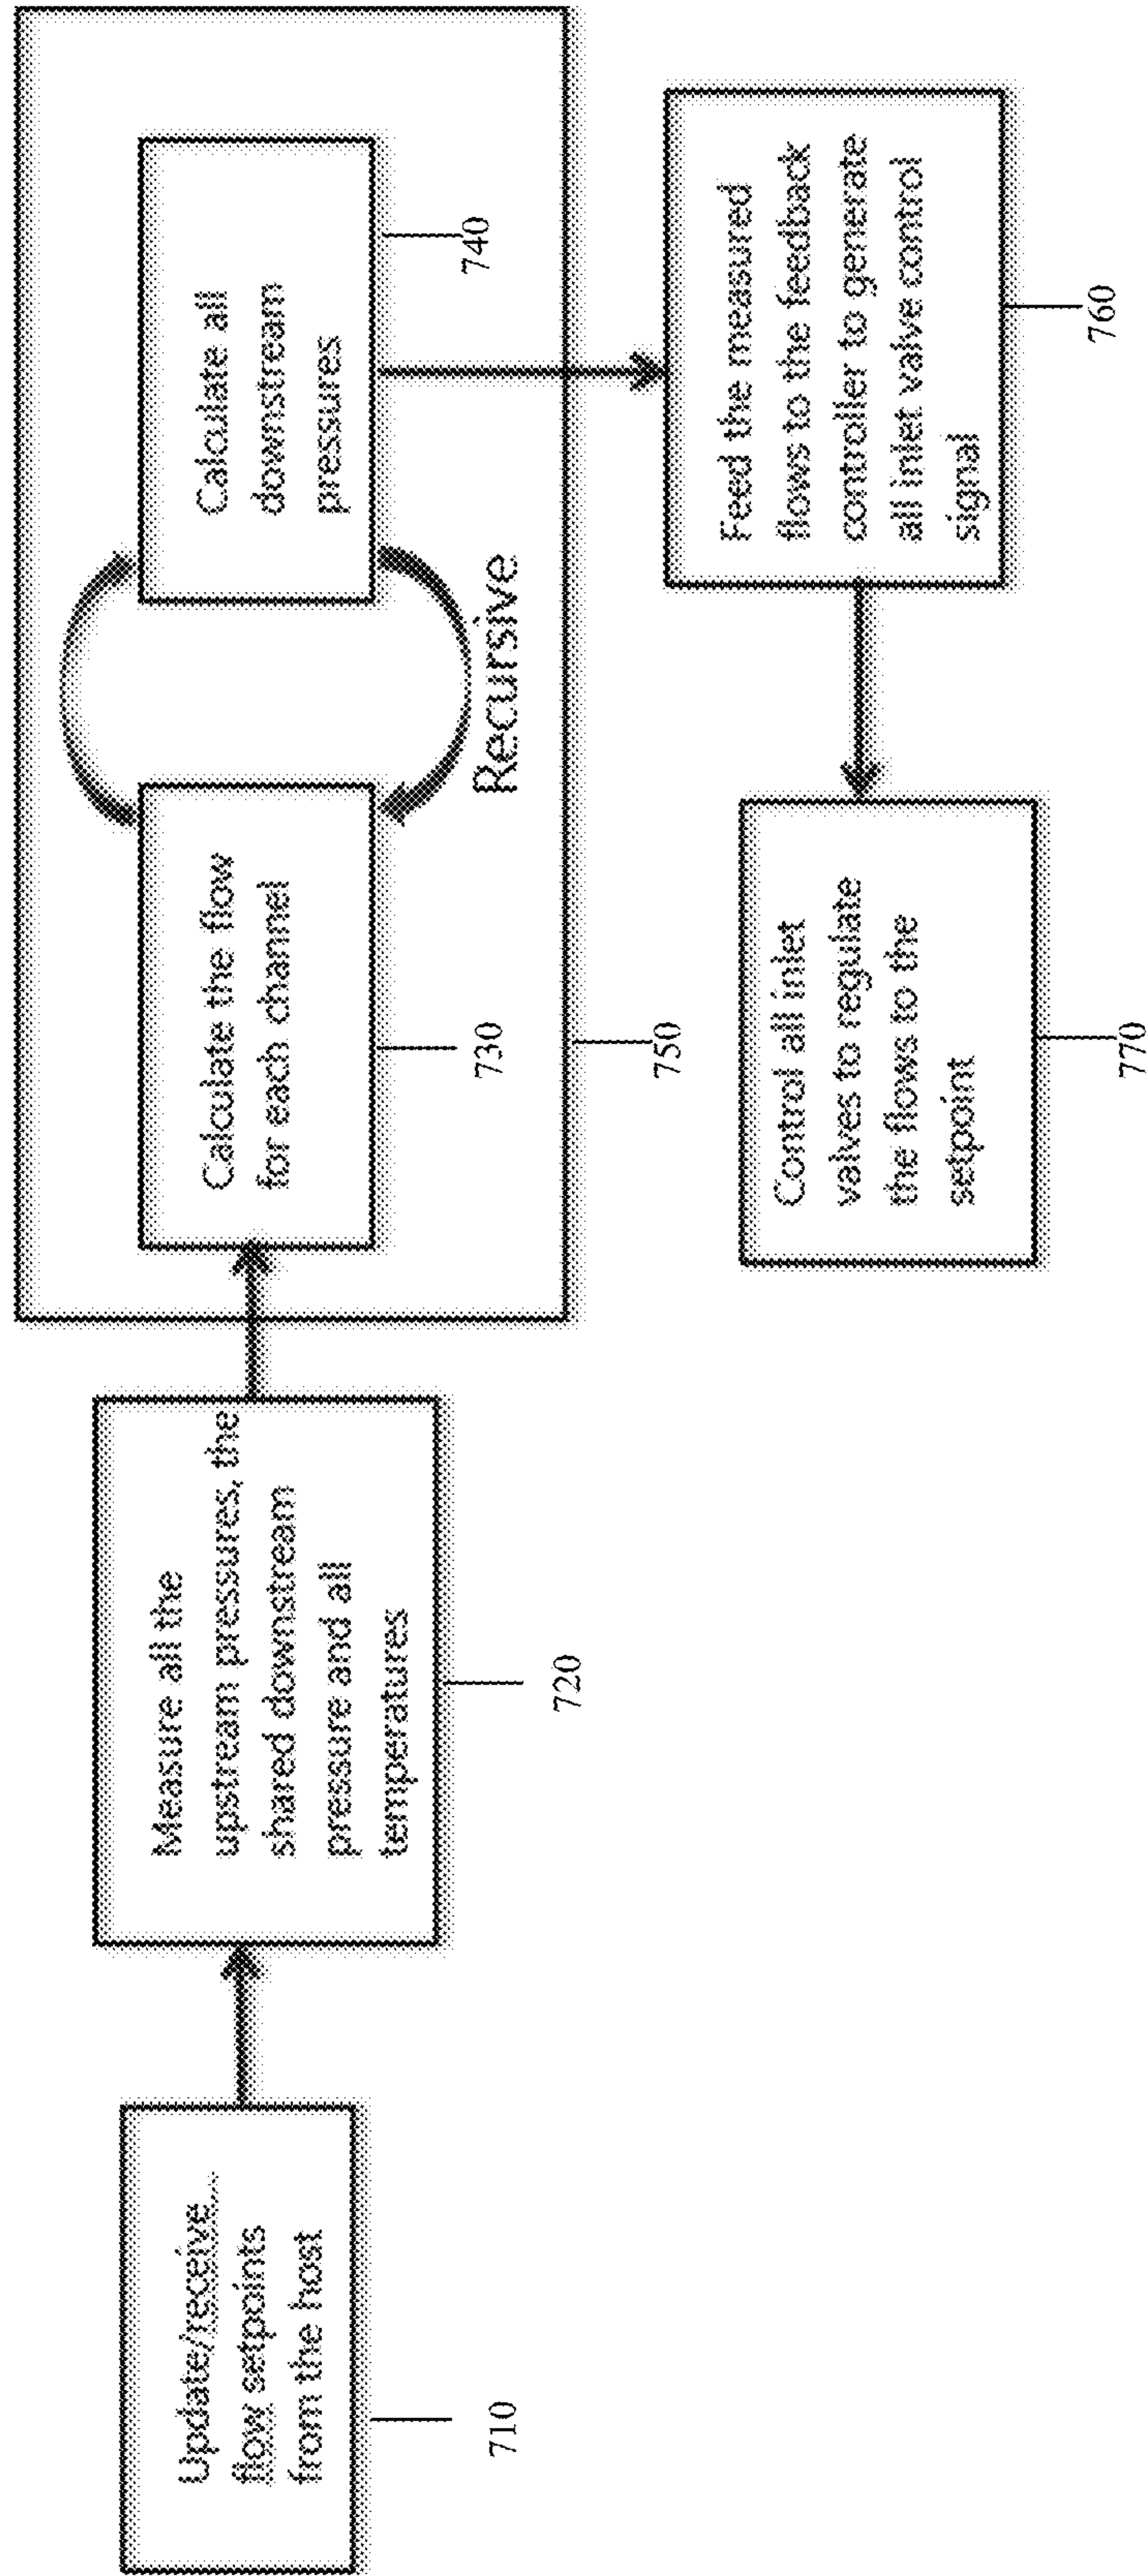 Update/receive...
flow setpoints
from the host
710
Measure all the
upstream pressures, the
shared downstream
pressure and all
temperatures
720
Calculate the flow
for each channel
730
Calculate all
downstream
pressures
740
Recursive
750
Feed the measured
flows to the feedback
controller to generate
all inlet valve control
signal
760
Control all inlet
valves to regulate
the flows to the
setpoint
770